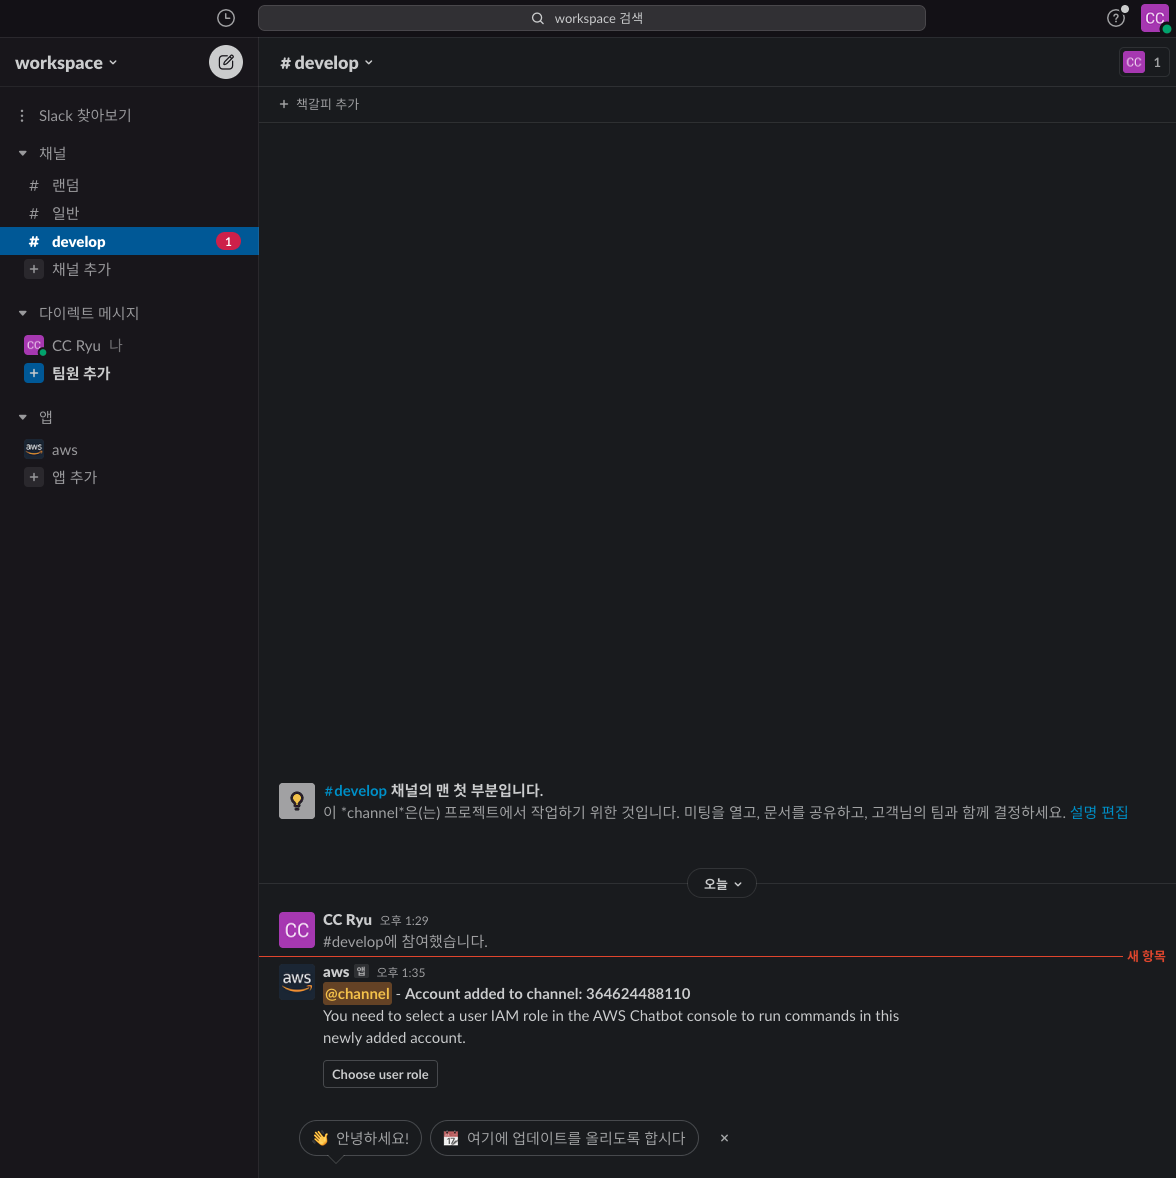 workspace 검색
CC
workspace
# develop
CC 1
Slack 찾아보기
+ 책갈피 추가
채널
# 랜덤
# 일반
# develop 1
+ 채널 추가
다이렉트 메시지
CC CC Ryu 나
+ 팀원 추가
앱
aws aws
+ 앱 추가
#develop 채널의 맨 첫 부분입니다.
이 *channel*은(는) 프로젝트에서 작업하기 위한 것입니다. 미팅을 열고, 문서를 공유하고, 고객님의 팀과 함께 결정하세요. 설명 편집
오늘
CC CC Ryu 오후 1:29
#develop에 참여했습니다.
새 항목
aws aws 앱 오후 1:35
@channel - Account added to channel: 364624488110
You need to select a user IAM role in the AWS Chatbot console to run commands in this
newly added account.
Choose user role
안녕하세요! 여기에 업데이트를 올리도록 합시다 ×